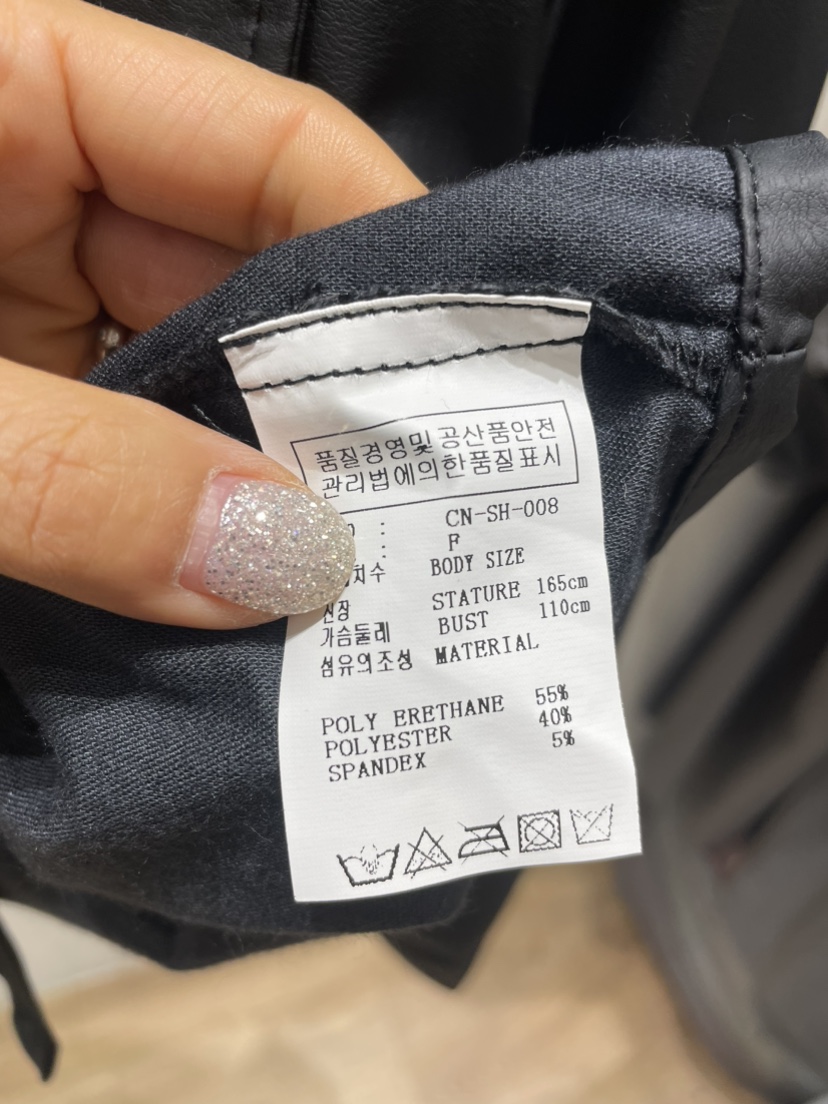 품질경영및 공산품안전
관리법에의한품질표시
: CN-SH-008
: F
치수 BODY SIZE
신장 STATURE 165cm
가슴둘레 BUST 110cm
섬유의조성 MATERIAL
POLY ERETHANE 55%
POLYESTER 40%
SPANDEX 5%